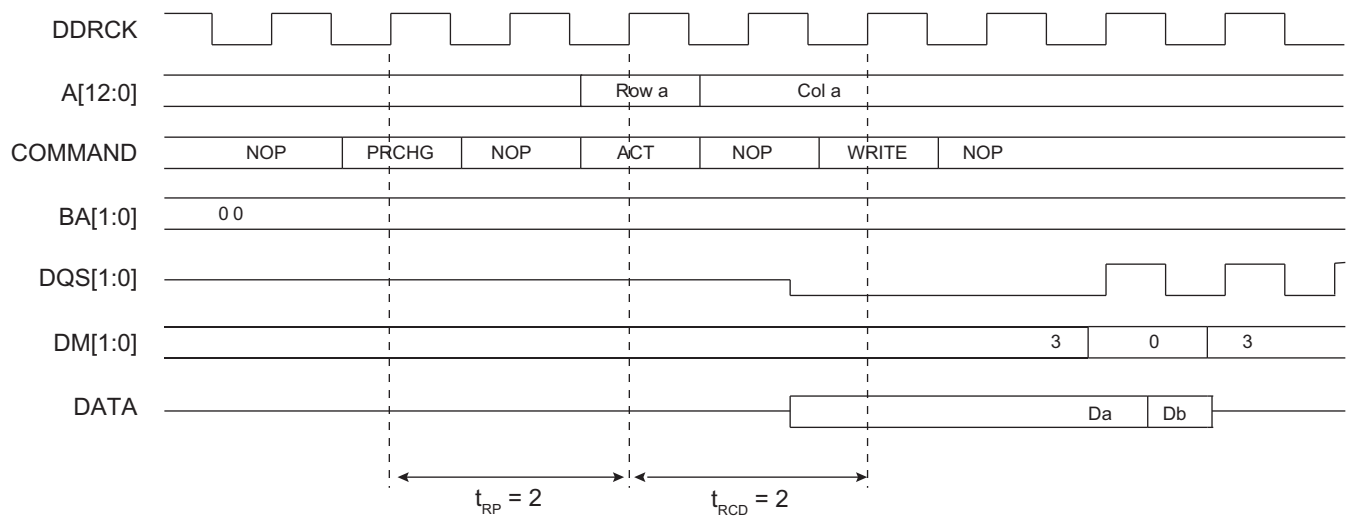 DDRCK
A[12:0] Row a Col a
COMMAND NOP PRCHG NOP ACT NOP WRITE NOP
BA[1:0] 0 0
DQS[1:0]
DM[1:0] 3 0 3
DATA Da Db
tRP = 2 tRCD = 2